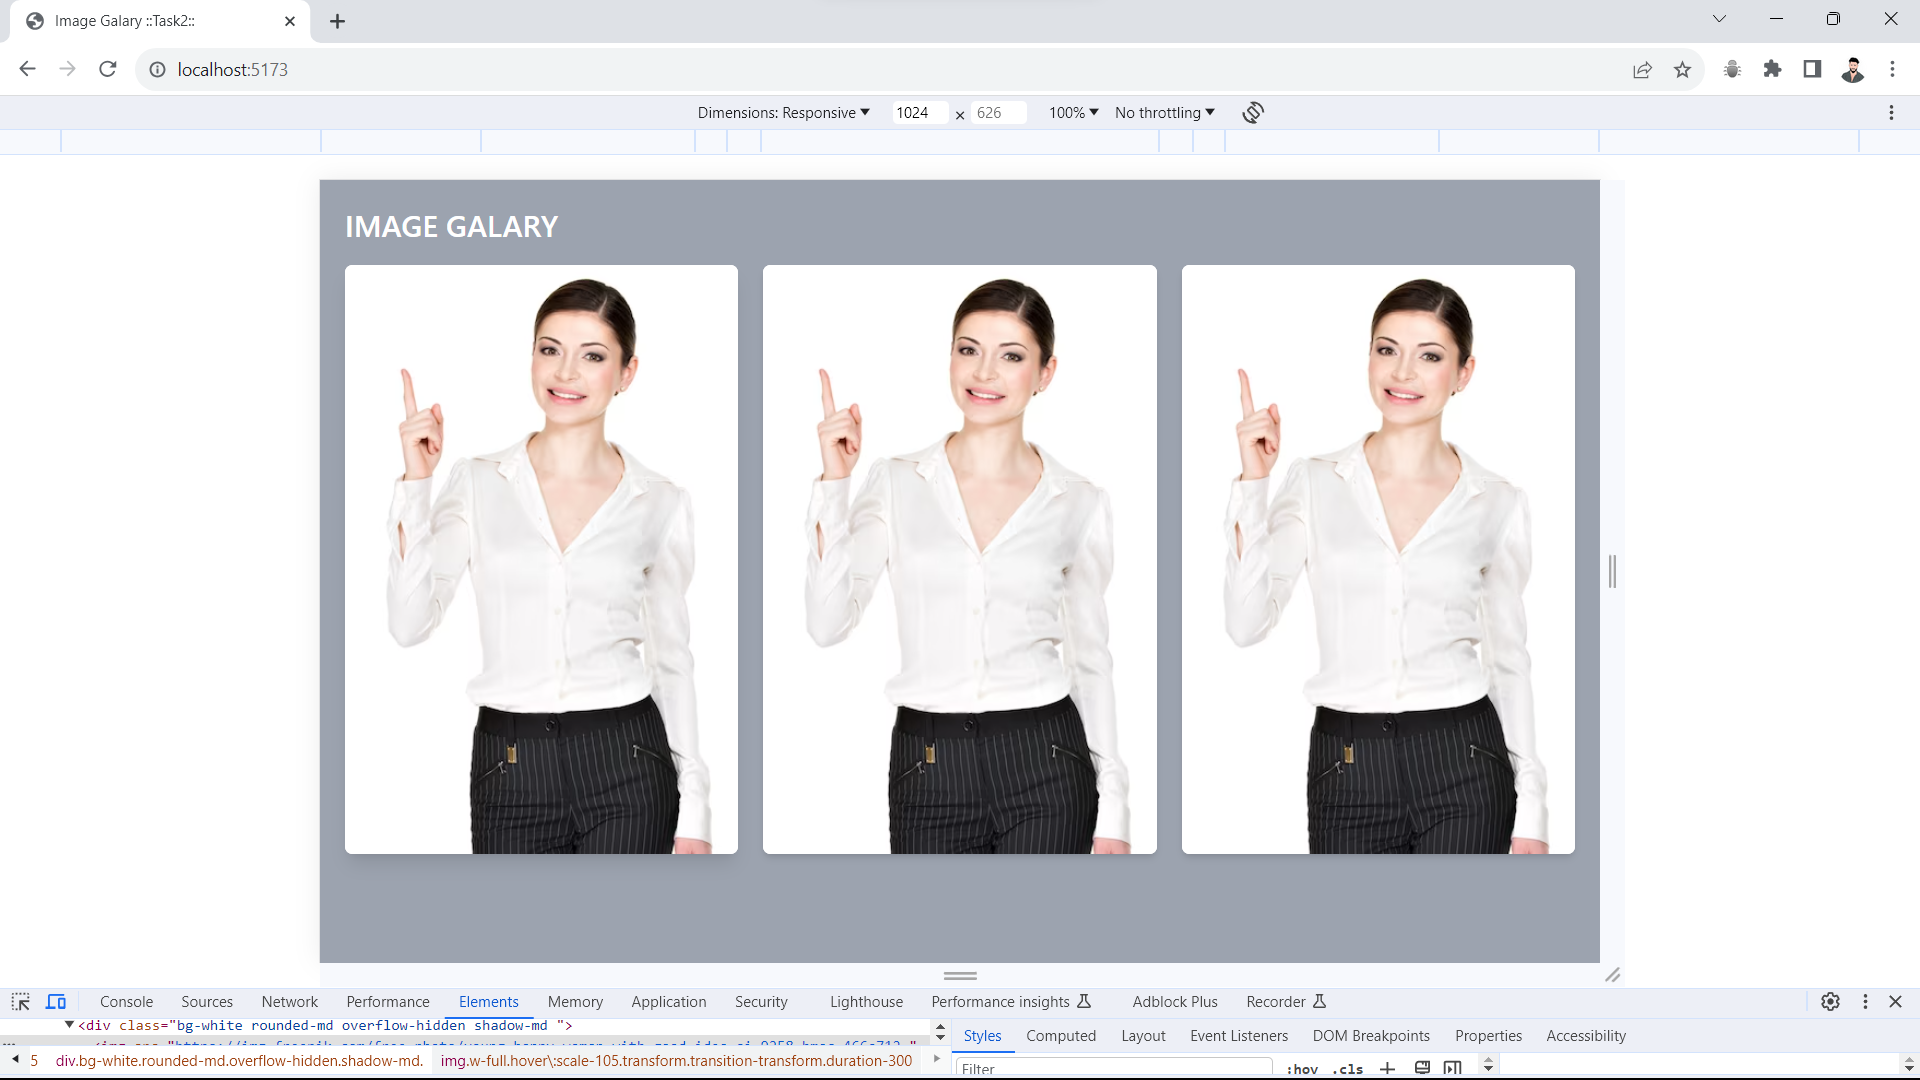 Image Galary ::Task2::
localhost:5173
Dimensions: Responsive 1024 × 626 100% No throttling
IMAGE GALARY
Console Sources Network Performance Elements Memory Application Security Lighthouse Performance insights Adblock Plus Recorder
<div class="bg-white rounded-md overflow-hidden shadow-md ">
Styles Computed Layout Event Listeners DOM Breakpoints Properties Accessibility
5 div.bg-white.rounded-md.overflow-hidden.shadow-md. img.w-full.hover\:scale-105.transform.transition-transform.duration-300
Filter :hov .cls